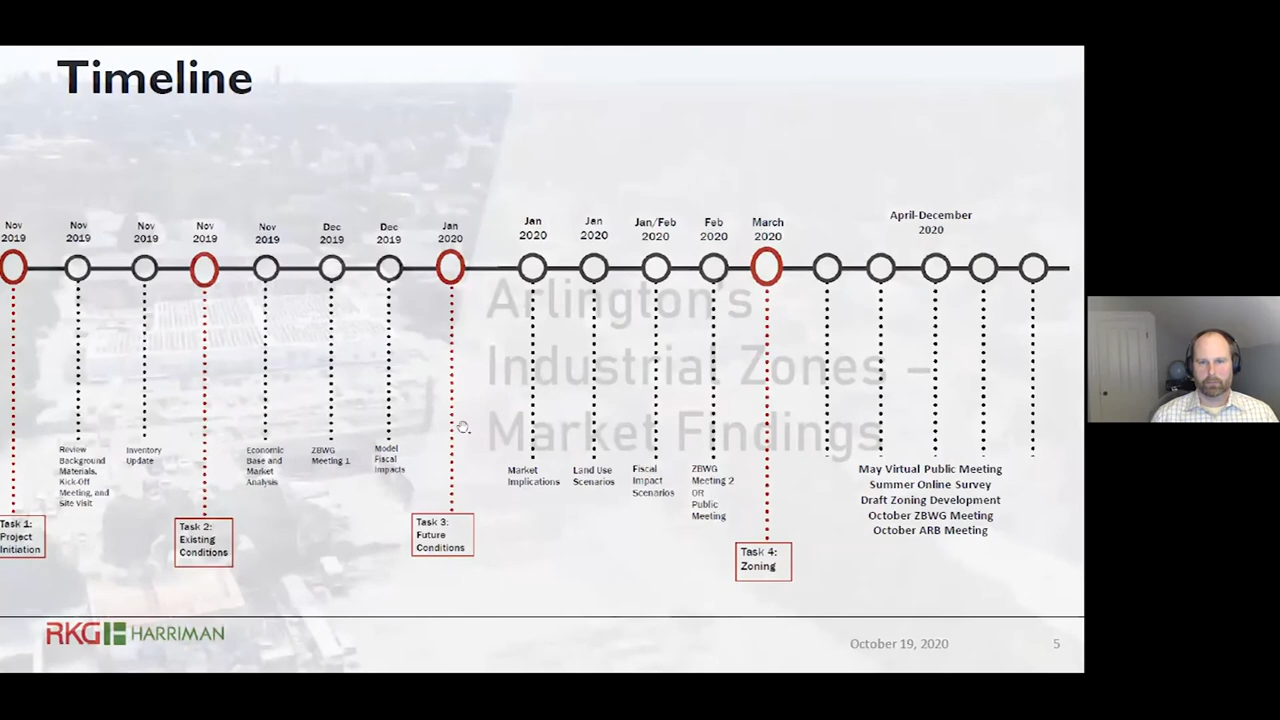 Timeline
Nov
2019
Nov
2019
Nov
2019
Nov
2019
Nov
2019
Dec
2019
Dec
2019
Jan
2020
Jan
2020
Jan
2020
Jan/Feb
2020
Feb
2020
March
2020
April-December
2020
Arlington's
Industrial Zones –
Market Findings
Review
Background
Materials,
Kick-Off
Meeting, and
Site Visit
Inventory
Update
Economic
Base and
Market
Analysis
ZBWG
Meeting 1
Model
Fiscal
Impacts
Market
Implications
Land Use
Scenarios
Fiscal
Impact
Scenarios
ZBWG
Meeting 2
OR
Public
Meeting
May Virtual Public Meeting
Summer Online Survey
Draft Zoning Development
October ZBWG Meeting
October ARB Meeting
Task 1:
Project
Initiation
Task 2:
Existing
Conditions
Task 3:
Future
Conditions
Task 4:
Zoning
RKG HARRIMAN
October 19, 2020
5